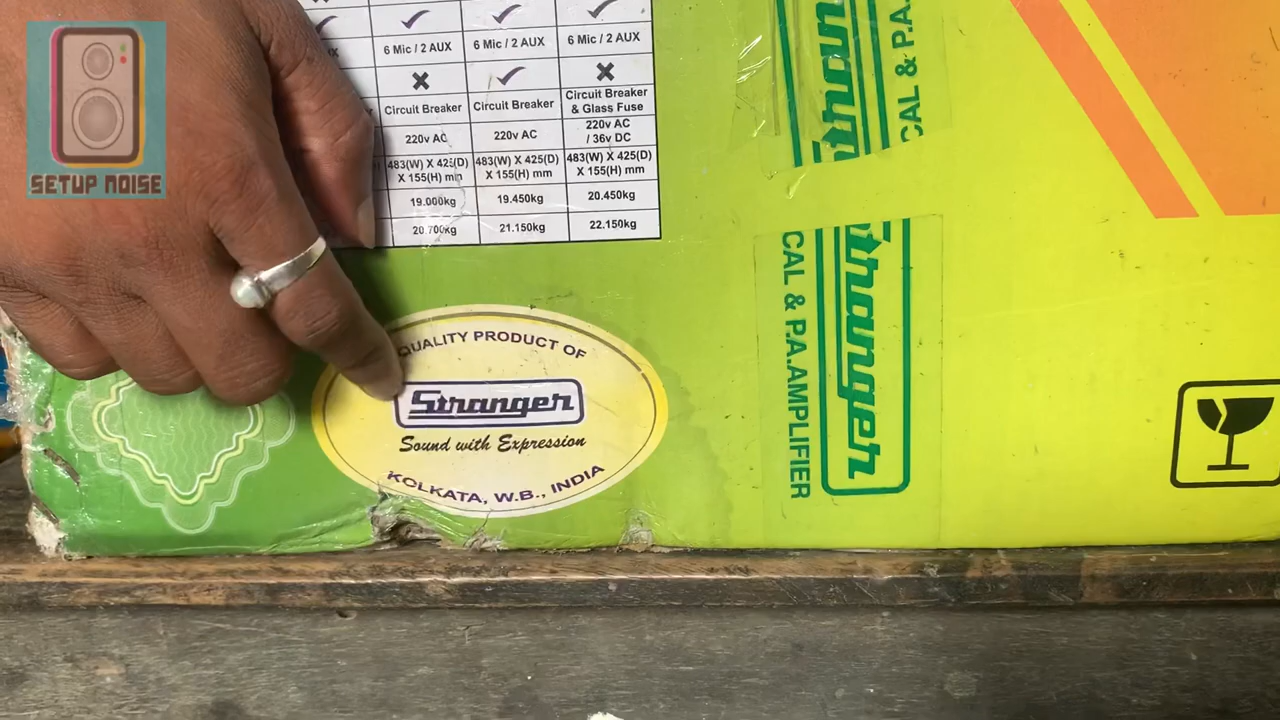 SETUP NOISE
6 Mic / 2 AUX 6 Mic / 2 AUX 6 Mic / 2 AUX
Circuit Breaker Circuit Breaker Circuit Breaker & Glass Fuse
220v AC 220v AC 220v AC / 36v DC
483(W) X 425(D) X 155(H) mm 483(W) X 425(D) X 155(H) mm 483(W) X 425(D) X 155(H) mm
19.000kg 19.450kg 20.450kg
20.700kg 21.150kg 22.150kg
QUALITY PRODUCT OF
Stranger
Sound with Expression
KOLKATA, W.B., INDIA
CAL & P.A.
CAL & P.A.AMPLIFIER
Stranger